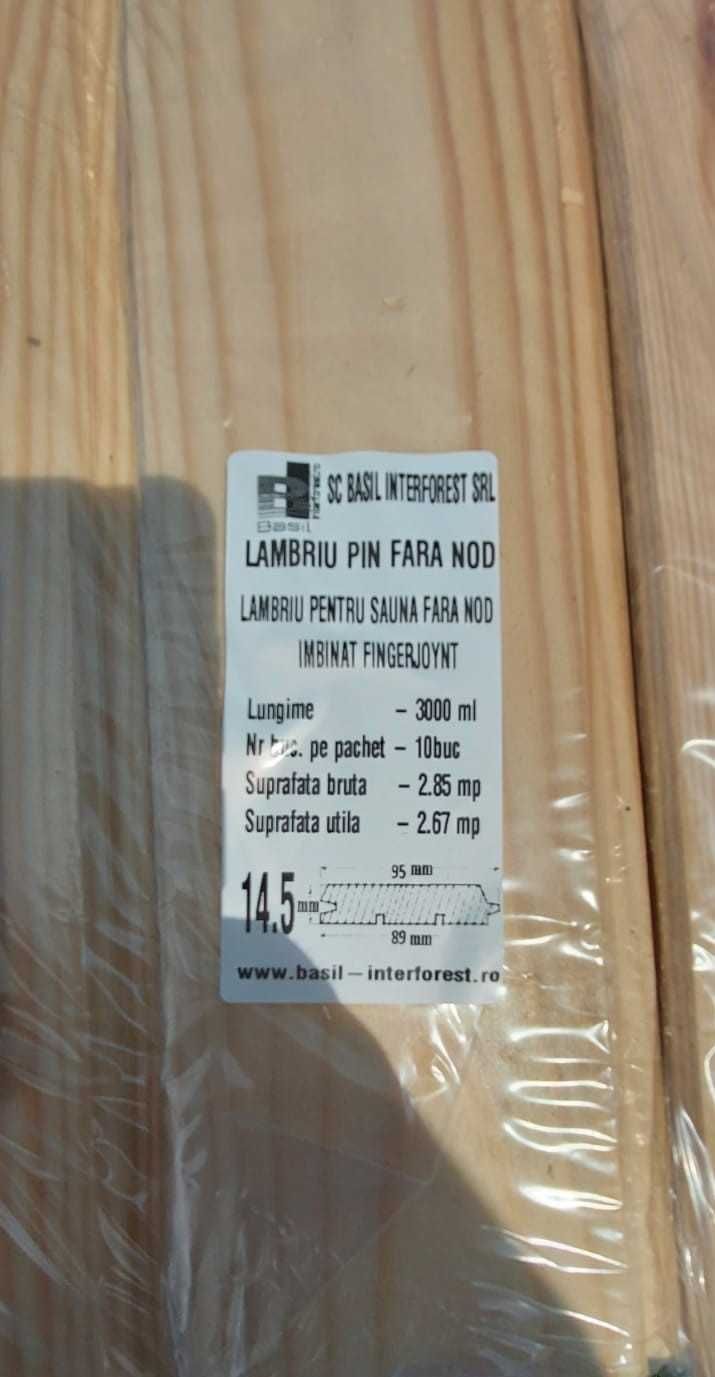 SC BASIL INTERFOREST SRL
Basil
LAMBRIU PIN FARA NOD
LAMBRIU PENTRU SAUNA FARA NOD
IMBINAT FINGERJOYNT
Lungime – 3000 ml
Nr pe pachet – 10buc
Suprafata bruta – 2.85 mp
Suprafata utila – 2.67 mp
95 mm
14.5 mm
89 mm
www.basil–interforest.ro